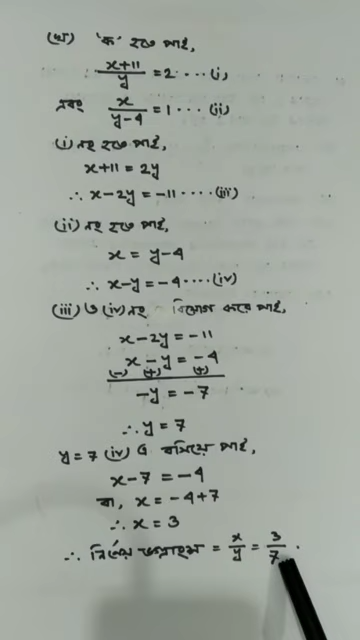 (খ) 'ক' হতে পাই,
x+11/y = 2 ....(i)
এবং x/y-4 = 1 ....(ii)
(i) নং হতে পাই,
x+11 = 2y
∴ x-2y = -11 ....(iii)
(ii) নং হতে পাই,
x = y-4
∴ x-y = -4 ....(iv)
(iii) ও (iv) নং বিয়োগ করে পাই,
x-2y = -11
x-y = -4
(-) (+) (+)
-y = -7
∴ y = 7
y = 7 (iv) এ বসিয়ে পাই,
x-7 = -4
বা, x = -4+7
∴ x = 3
∴ নির্ণেয় ভগ্নাংশ = x/y = 3/7 .